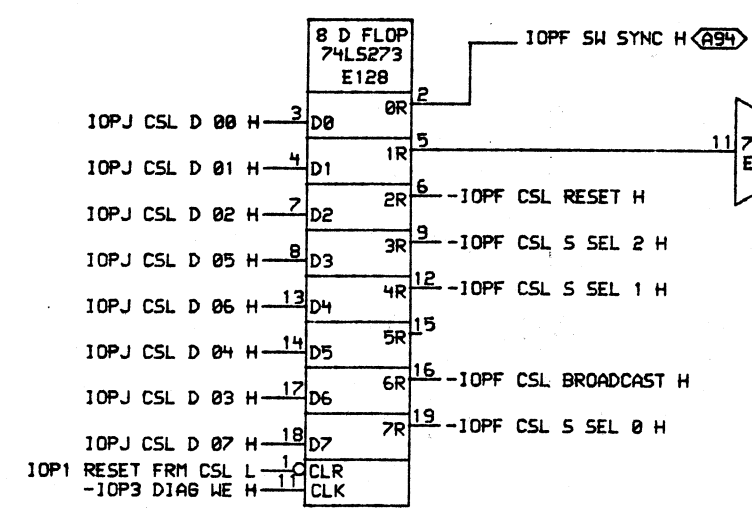 8 D FLOP
74LS273
E128
IOPF SW SYNC H A94
2
0R
IOPJ CSL D 00 H 3 D0
5
1R
11 7
E
IOPJ CSL D 01 H 4 D1
2R 6 -IOPF CSL RESET H
IOPJ CSL D 02 H 7 D2
3R 9 -IOPF CSL S SEL 2 H
IOPJ CSL D 05 H 8 D3
4R 12 -IOPF CSL S SEL 1 H
IOPJ CSL D 06 H 13 D4
5R 15
IOPJ CSL D 04 H 14 D5
6R 16 -IOPF CSL BROADCAST H
IOPJ CSL D 03 H 17 D6
7R 19 -IOPF CSL S SEL 0 H
IOPJ CSL D 07 H 18 D7
IOP1 RESET FRM CSL L 1 CLR
-IOP3 DIAG WE H 11 CLK